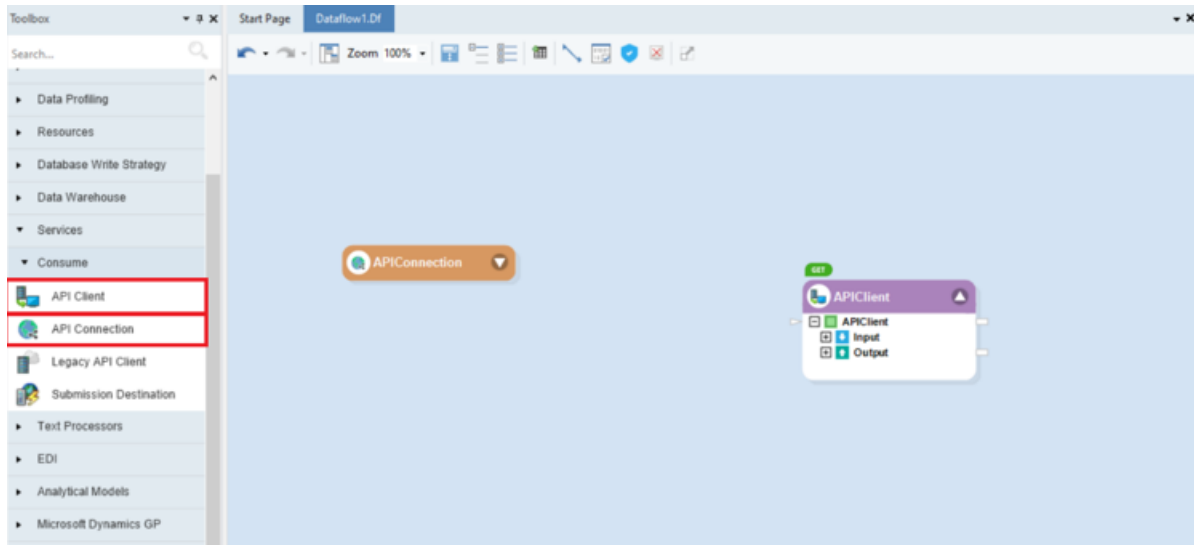 Toolbox
Start Page
Dataflow1.Df
Search...
Zoom 100%
Data Profiling
Resources
Database Write Strategy
Data Warehouse
Services
Consume
API Client
API Connection
Legacy API Client
Submission Destination
Text Processors
EDI
Analytical Models
Microsoft Dynamics GP
APIConnection
GET
APIClient
APIClient
Input
Output